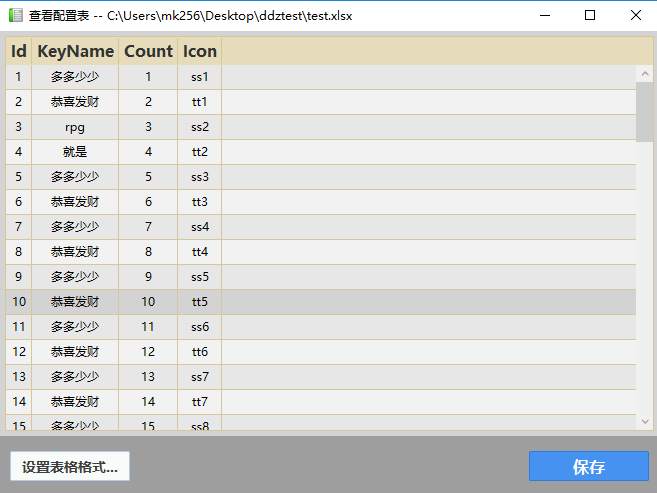 查看配置表 -- C:\Users\mk256\Desktop\ddztest\test.xlsx
Id KeyName Count Icon
1 多多少少 1 ss1
2 恭喜发财 2 tt1
3 rpg 3 ss2
4 就是 4 tt2
5 多多少少 5 ss3
6 恭喜发财 6 tt3
7 多多少少 7 ss4
8 恭喜发财 8 tt4
9 多多少少 9 ss5
10 恭喜发财 10 tt5
11 多多少少 11 ss6
12 恭喜发财 12 tt6
13 多多少少 13 ss7
14 恭喜发财 14 tt7
15 多多少少 15 ss8
设置表格格式... 保存